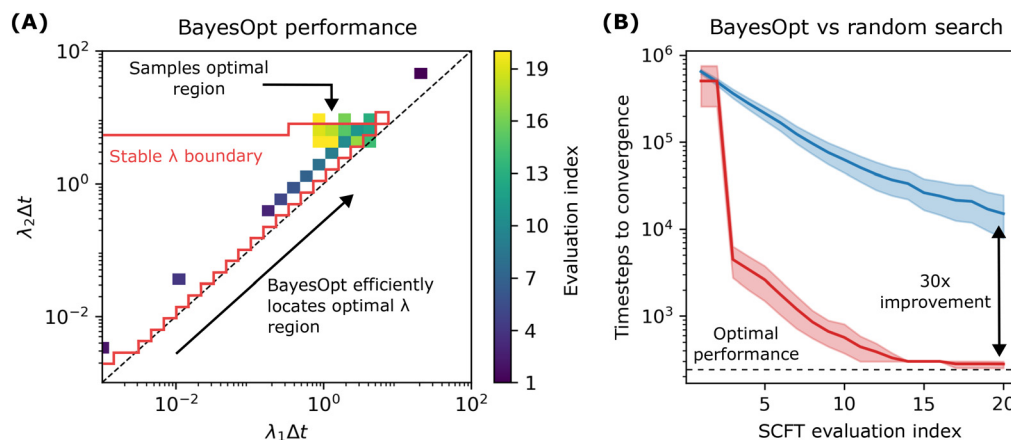 (A)
BayesOpt performance
10²
10⁰
10⁻²
λ₂Δt
Samples optimal
region
Stable λ boundary
BayesOpt efficiently
locates optimal λ
region
10⁻²
10⁰
10²
λ₁Δt
19
16
13
10
7
4
1
Evaluation index
(B)
BayesOpt vs random search
10⁶
10⁵
10⁴
10³
Timesteps to convergence
30x
improvement
Optimal
performance
5
10
15
20
SCFT evaluation index